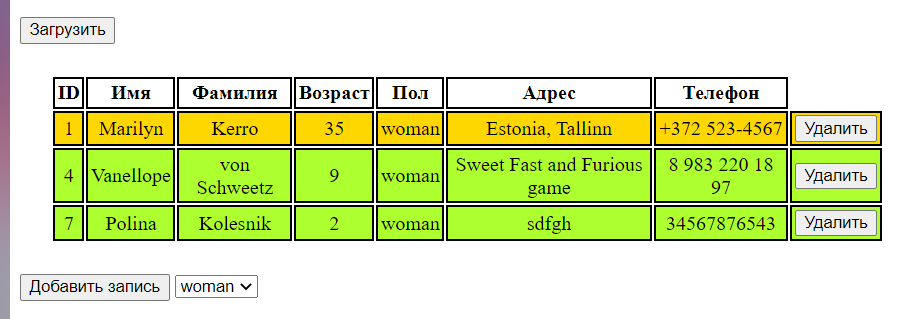 Загрузить
ID Имя Фамилия Возраст Пол Адрес Телефон
1 Marilyn Kerro 35 woman Estonia, Tallinn +372 523-4567 Удалить
4 Vanellope von Schweetz 9 woman Sweet Fast and Furious game 8 983 220 18 97 Удалить
7 Polina Kolesnik 2 woman sdfgh 34567876543 Удалить
Добавить запись woman